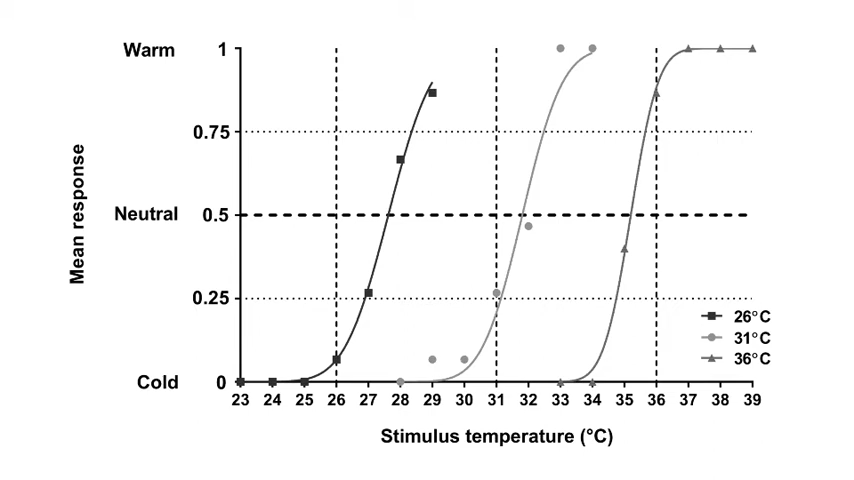 Warm
1
0.75
Neutral
0.5
0.25
Cold
0
Mean response
23 24 25 26 27 28 29 30 31 32 33 34 35 36 37 38 39
Stimulus temperature (°C)
26°C
31°C
36°C